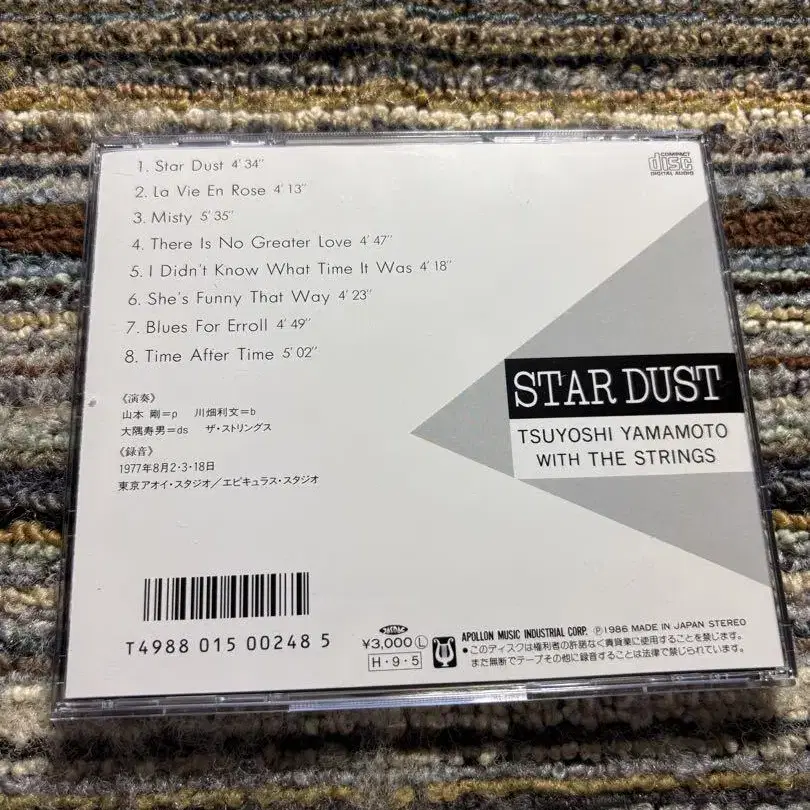 1. Star Dust 4'34"
2. La Vie En Rose 4'13"
3. Misty 5'35"
4. There Is No Greater Love 4'47"
5. I Didn't Know What Time It Was 4'18"
6. She's Funny That Way 4'23"
7. Blues For Erroll 4'49"
8. Time After Time 5'02"
COMPACT
disc
DIGITAL AUDIO
STAR DUST
TSUYOSHI YAMAMOTO
WITH THE STRINGS
《演奏》
山本 剛=p 川畑利文=b
大隅寿男=ds ザ・ストリングス
《録音》
1977年8月2・3・18日
東京アオイ・スタジオ/エピキュラス・スタジオ
T4988 015 00248 5
¥3,000 Ⓛ
H・9・5
APOLLON MUSIC INDUSTRIAL CORP. ℗1986 MADE IN JAPAN STEREO
●このディスクは権利者の許諾なく賃貸業に使用することを禁じます。
また無断でテープその他に録音することは法律で禁じられています。